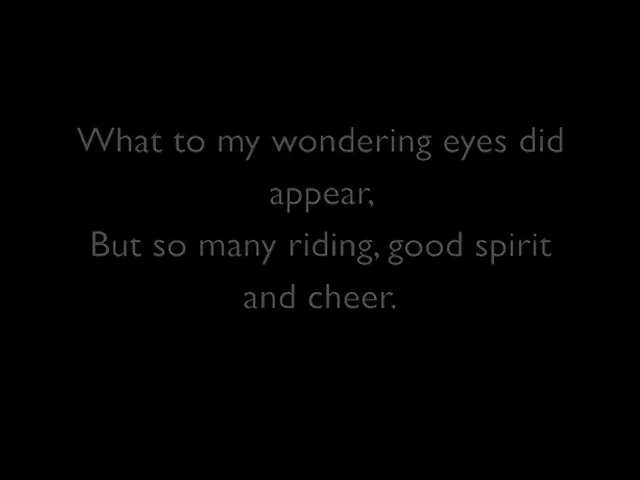 What to my wondering eyes did
appear,
But so many riding, good spirit
and cheer.